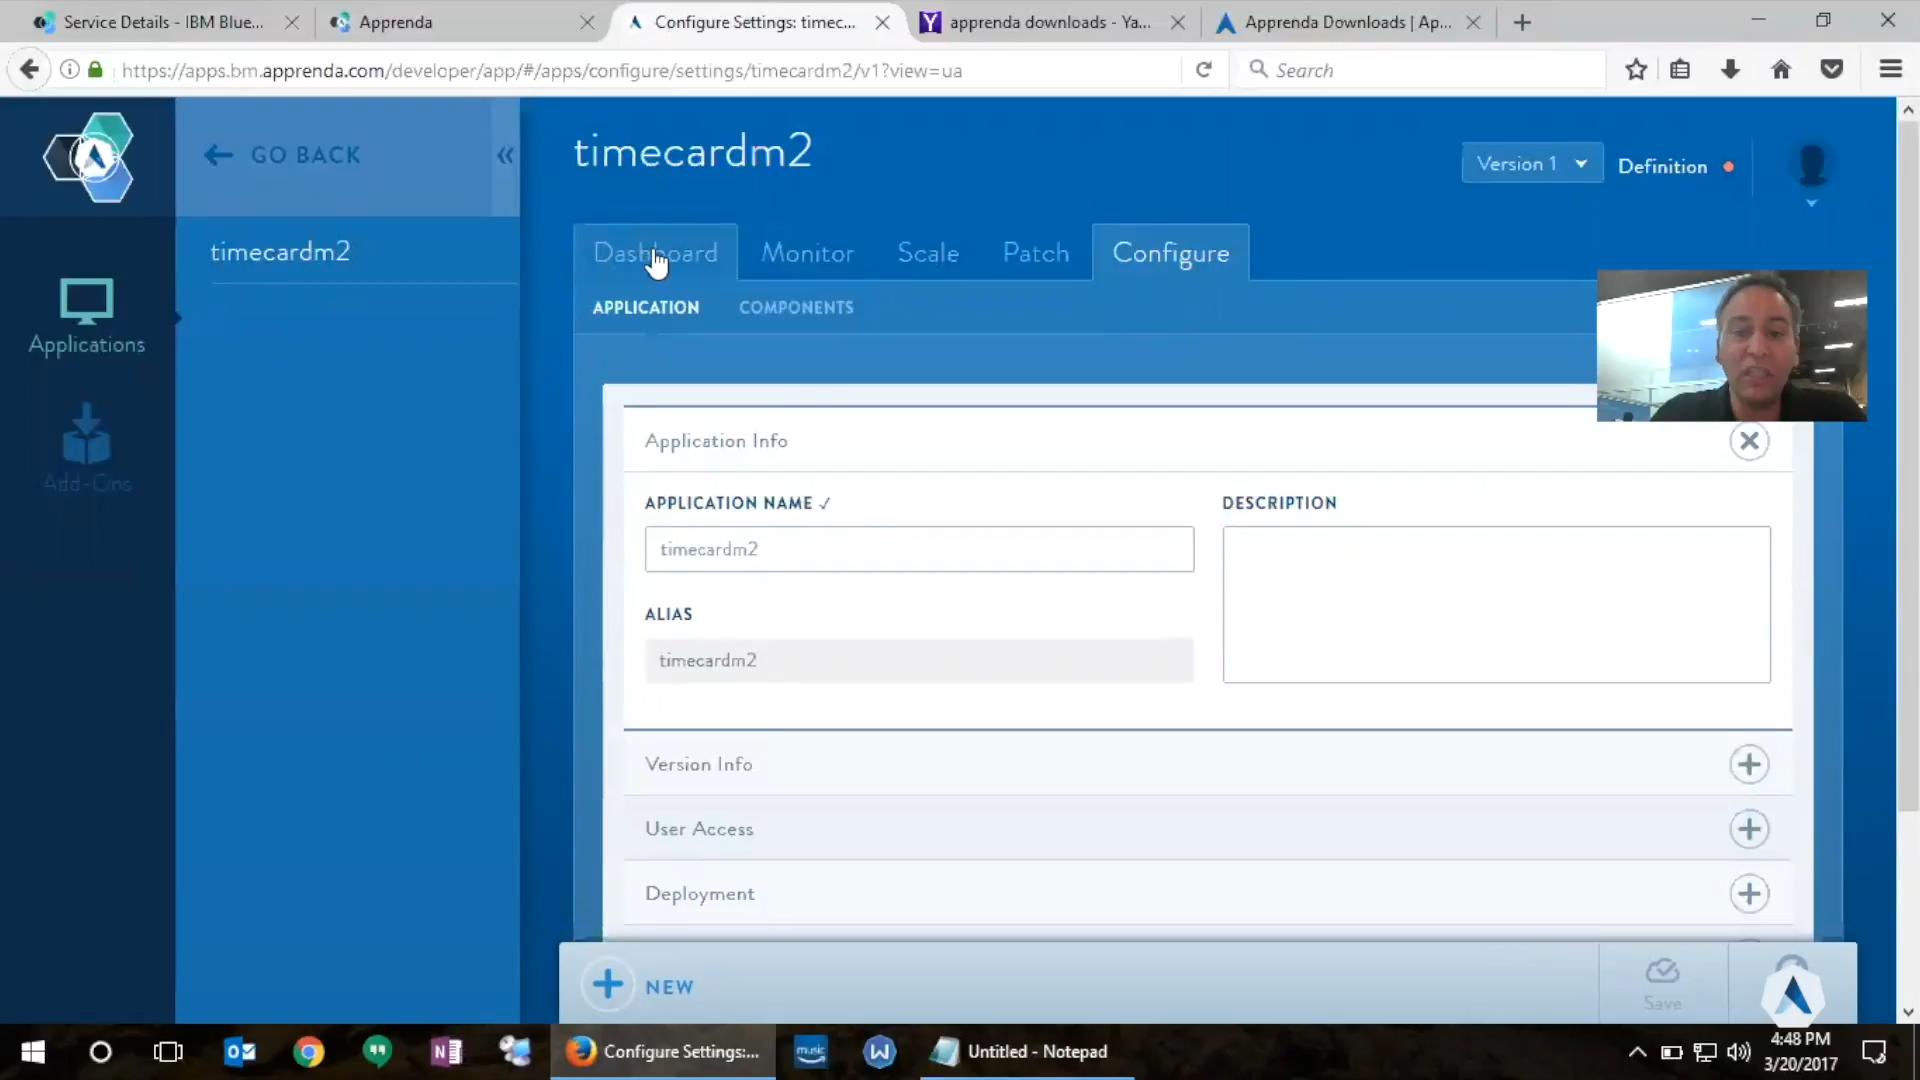 Service Details - IBM Blue...
Apprenda
Configure Settings: timec...
apprenda downloads - Ya...
Apprenda Downloads | Ap...
https://apps.bm.apprenda.com/developer/app/#/apps/configure/settings/timecardm2/v1?view=ua
Search
GO BACK
timecardm2
Version 1
Definition
timecardm2
Dashboard
Monitor
Scale
Patch
Configure
APPLICATION
COMPONENTS
Applications
Add-Ons
Application Info
APPLICATION NAME ✓
DESCRIPTION
timecardm2
ALIAS
timecardm2
Version Info
User Access
Deployment
NEW
Save
Configure Settings:...
music
Untitled - Notepad
4:48 PM
3/20/2017